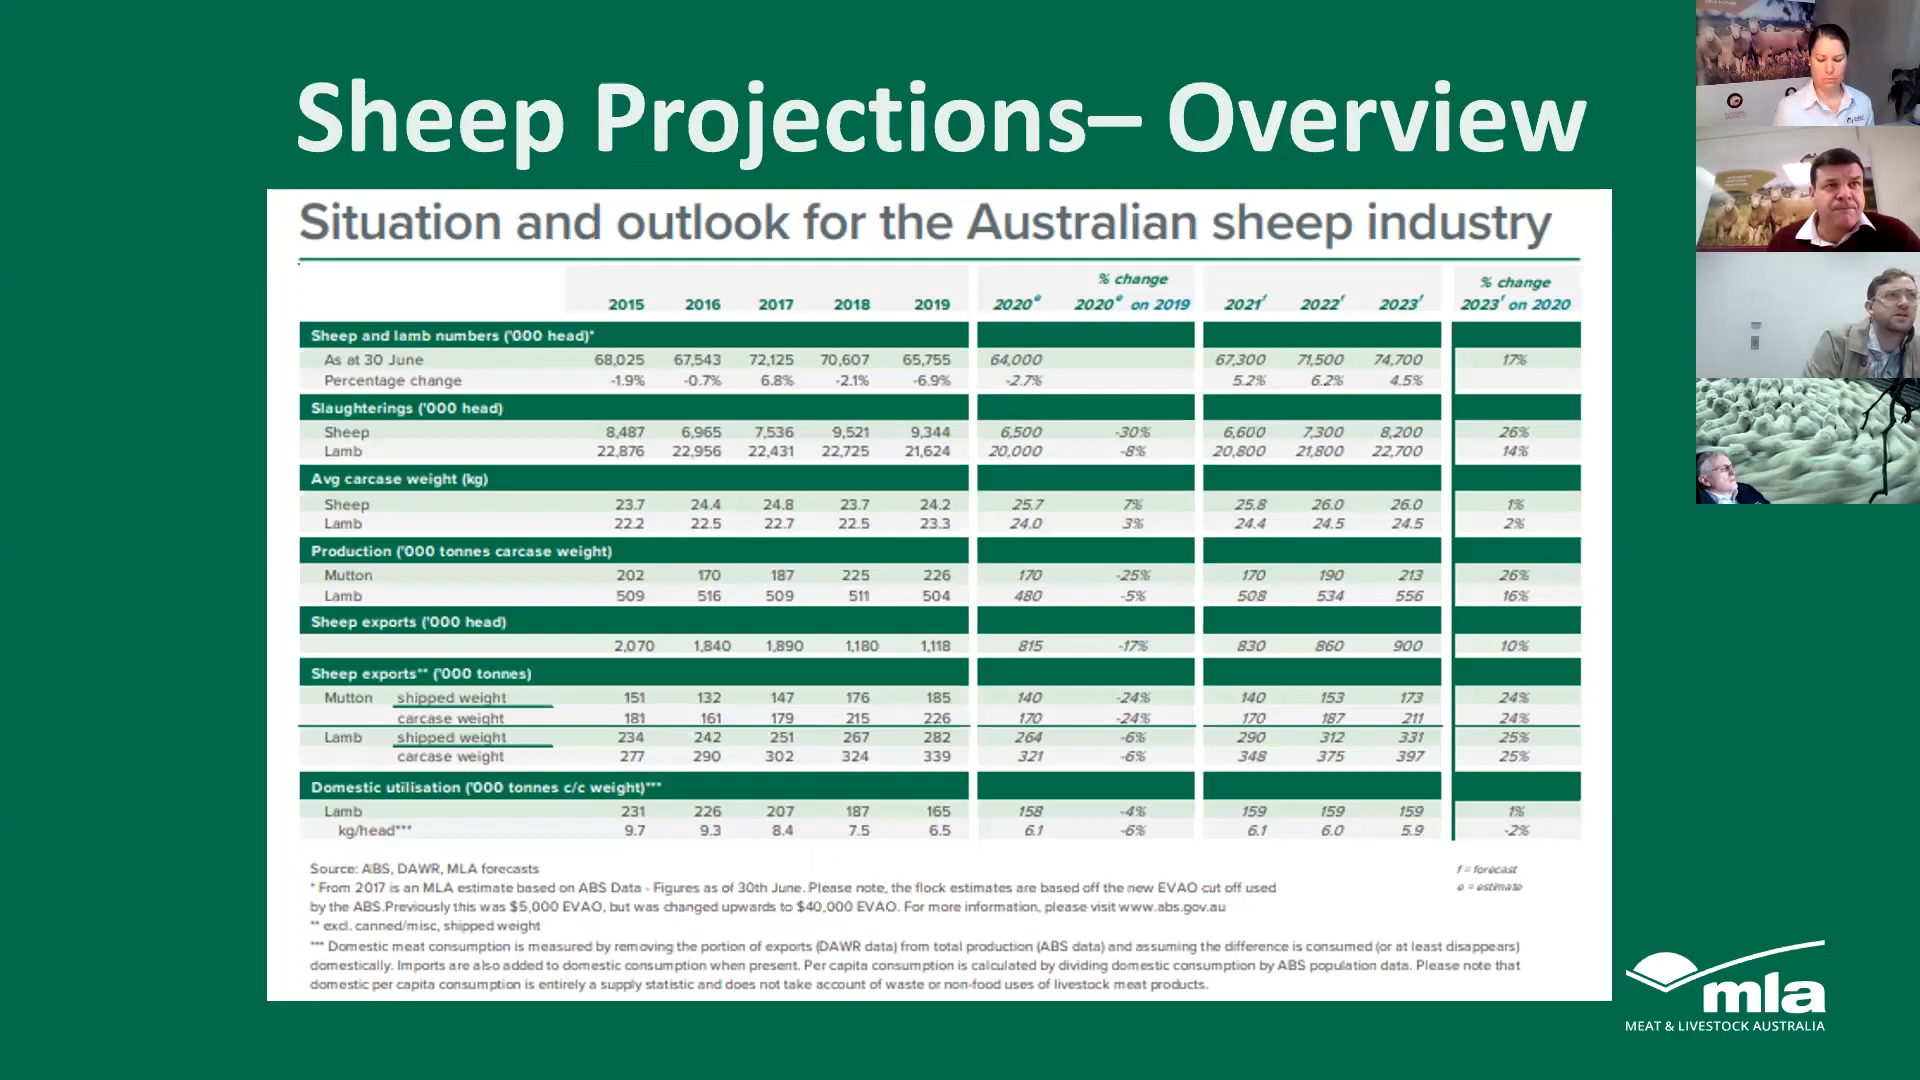 Sheep Projections– Overview
Situation and outlook for the Australian sheep industry
% change % change
2015 2016 2017 2018 2019 2020ᵉ 2020ᵉ on 2019 2021ᶠ 2022ᶠ 2023ᶠ 2023ᶠ on 2020
Sheep and lamb numbers ('000 head)*
As at 30 June 68,025 67,543 72,125 70,607 65,755 64,000 67,300 71,500 74,700 17%
Percentage change -1.9% -0.7% 6.8% -2.1% -6.9% -2.7% 5.2% 6.2% 4.5%
Slaughterings ('000 head)
Sheep 8,487 6,965 7,536 9,521 9,344 6,500 -30% 6,600 7,300 8,200 26%
Lamb 22,876 22,956 22,431 22,725 21,624 20,000 -8% 20,800 21,800 22,700 14%
Avg carcase weight (kg)
Sheep 23.7 24.4 24.8 23.7 24.2 25.7 7% 25.8 26.0 26.0 1%
Lamb 22.2 22.5 22.7 22.5 23.3 24.0 3% 24.4 24.5 24.5 2%
Production ('000 tonnes carcase weight)
Mutton 202 170 187 225 226 170 -25% 170 190 213 26%
Lamb 509 516 509 511 504 480 -5% 508 534 556 16%
Sheep exports ('000 head)
2,070 1,840 1,890 1,180 1,118 815 -17% 830 860 900 10%
Sheep exports** ('000 tonnes)
Mutton shipped weight 151 132 147 176 185 140 -24% 140 153 173 24%
carcase weight 181 161 179 215 226 170 -24% 170 187 211 24%
Lamb shipped weight 234 242 251 267 282 264 -6% 290 312 331 25%
carcase weight 277 290 302 324 339 321 -6% 348 375 397 25%
Domestic utilisation ('000 tonnes c/c weight)***
Lamb 231 226 207 187 165 158 -4% 159 159 159 1%
kg/head*** 9.7 9.3 8.4 7.5 6.5 6.1 -6% 6.1 6.0 5.9 -2%
Source: ABS, DAWR, MLA forecasts
f = forecast
* From 2017 is an MLA estimate based on ABS Data - Figures as of 30th June. Please note, the flock estimates are based off the new EVAO cut off used
e = estimate
by the ABS.Previously this was $5,000 EVAO, but was changed upwards to $40,000 EVAO. For more information, please visit www.abs.gov.au
** excl. canned/misc, shipped weight
*** Domestic meat consumption is measured by removing the portion of exports (DAWR data) from total production (ABS data) and assuming the difference is consumed (or at least disappears)
domestically. Imports are also added to domestic consumption when present. Per capita consumption is calculated by dividing domestic consumption by ABS population data. Please note that
domestic per capita consumption is entirely a supply statistic and does not take account of waste or non-food uses of livestock meat products.
mla
MEAT & LIVESTOCK AUSTRALIA